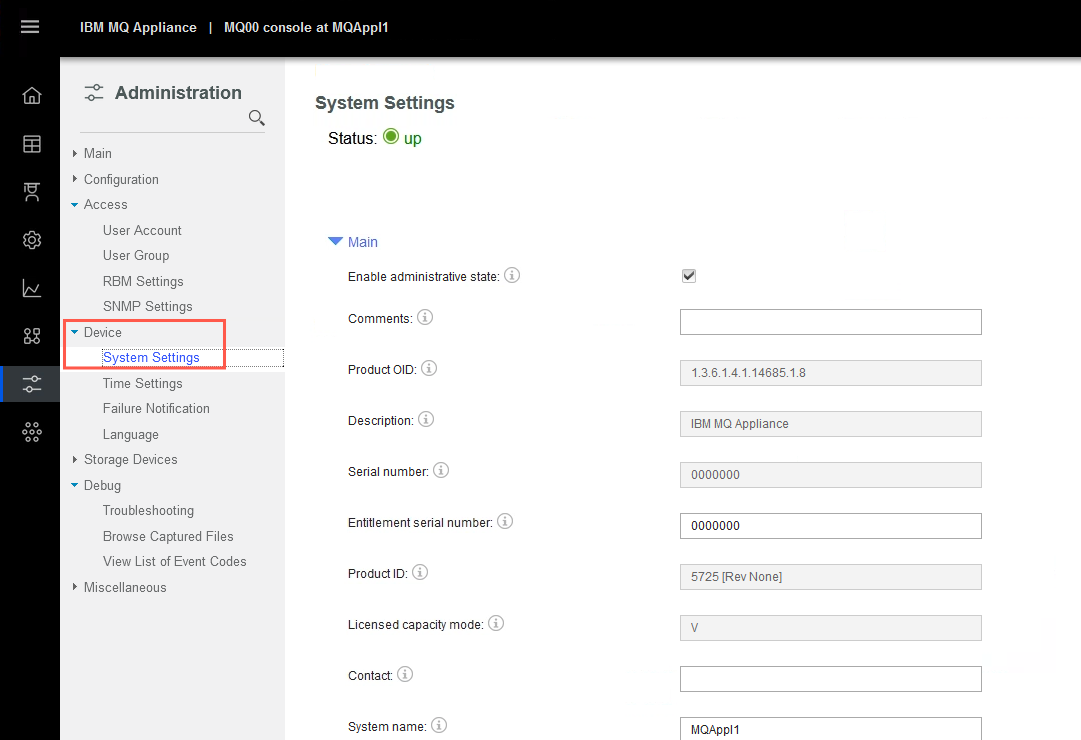 IBM MQ Appliance | MQ00 console at MQAppl1
Administration
Main
Configuration
Access
User Account
User Group
RBM Settings
SNMP Settings
Device
System Settings
Time Settings
Failure Notification
Language
Storage Devices
Debug
Troubleshooting
Browse Captured Files
View List of Event Codes
Miscellaneous
System Settings
Status: up
Main
Enable administrative state:
Comments:
Product OID: 1.3.6.1.4.1.14685.1.8
Description: IBM MQ Appliance
Serial number: 0000000
Entitlement serial number: 0000000
Product ID: 5725 [Rev None]
Licensed capacity mode: V
Contact:
System name: MQAppl1